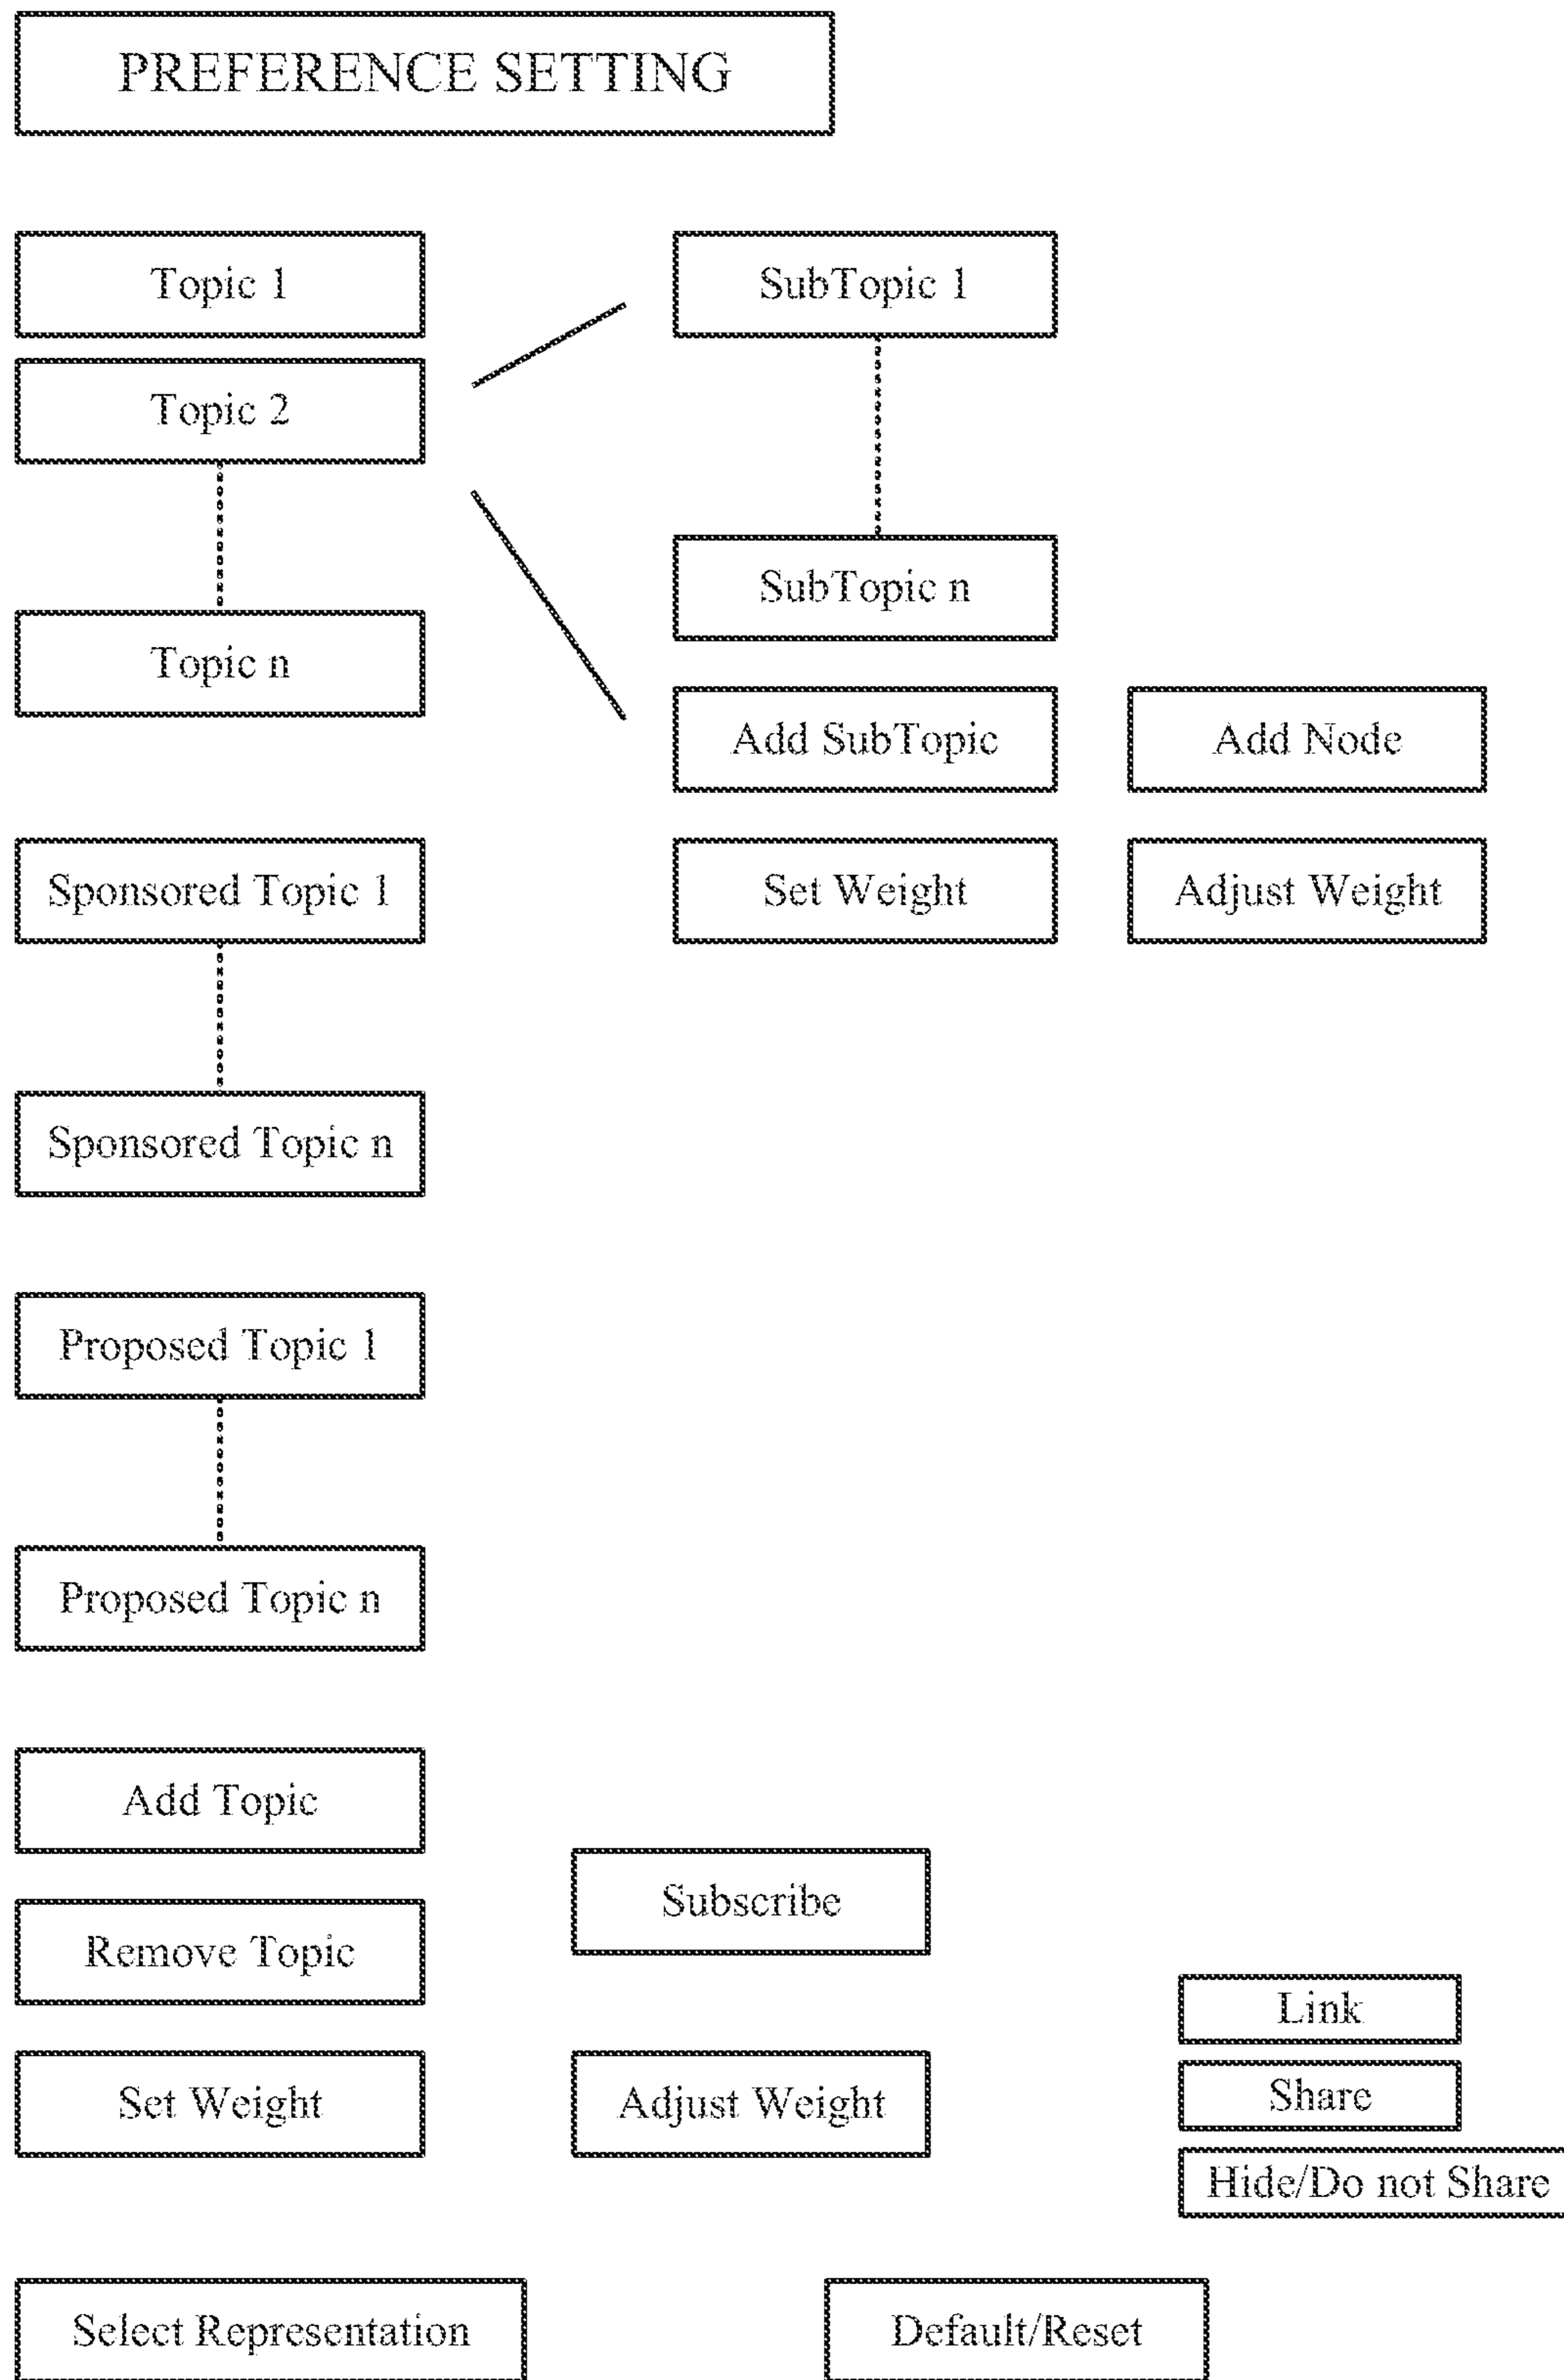 PREFERENCE SETTING
Topic 1
SubTopic 1
Topic 2
SubTopic n
Topic n
Add SubTopic
Add Node
Sponsored Topic 1
Set Weight
Adjust Weight
Sponsored Topic n
Proposed Topic 1
Proposed Topic n
Add Topic
Subscribe
Remove Topic
Link
Set Weight
Adjust Weight
Share
Hide/Do not Share
Select Representation
Default/Reset